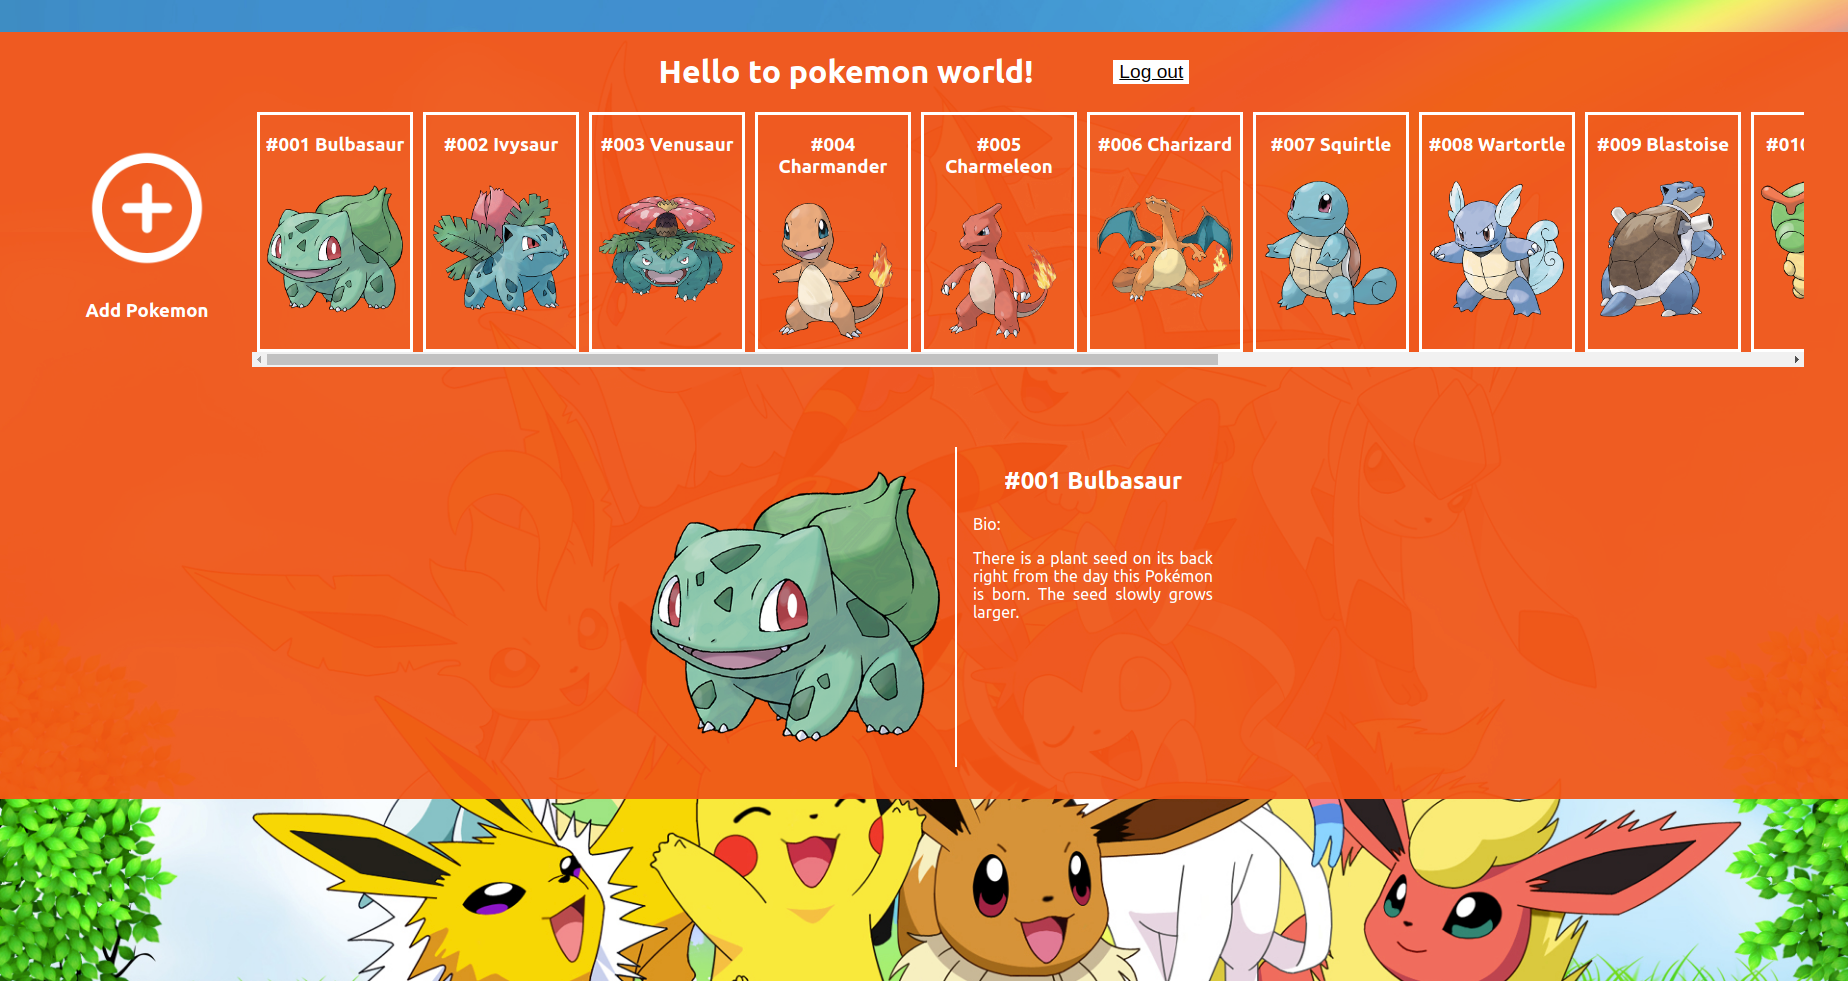 Hello to pokemon world!
Log out
Add Pokemon
#001 Bulbasaur
#002 Ivysaur
#003 Venusaur
#004
Charmander
#005
Charmeleon
#006 Charizard
#007 Squirtle
#008 Wartortle
#009 Blastoise
#001 Bulbasaur
Bio:
There is a plant seed on its back
right from the day this Pokémon
is born. The seed slowly grows
larger.